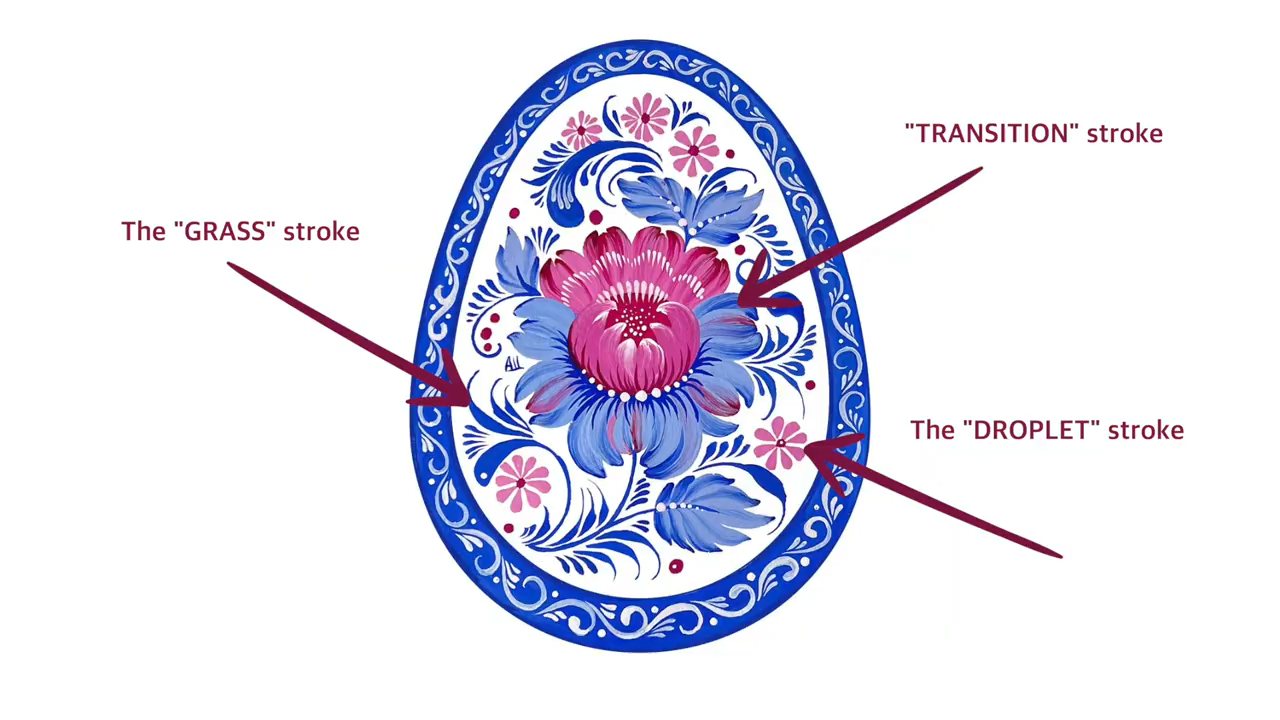 "TRANSITION" stroke
The "GRASS" stroke
The "DROPLET" stroke